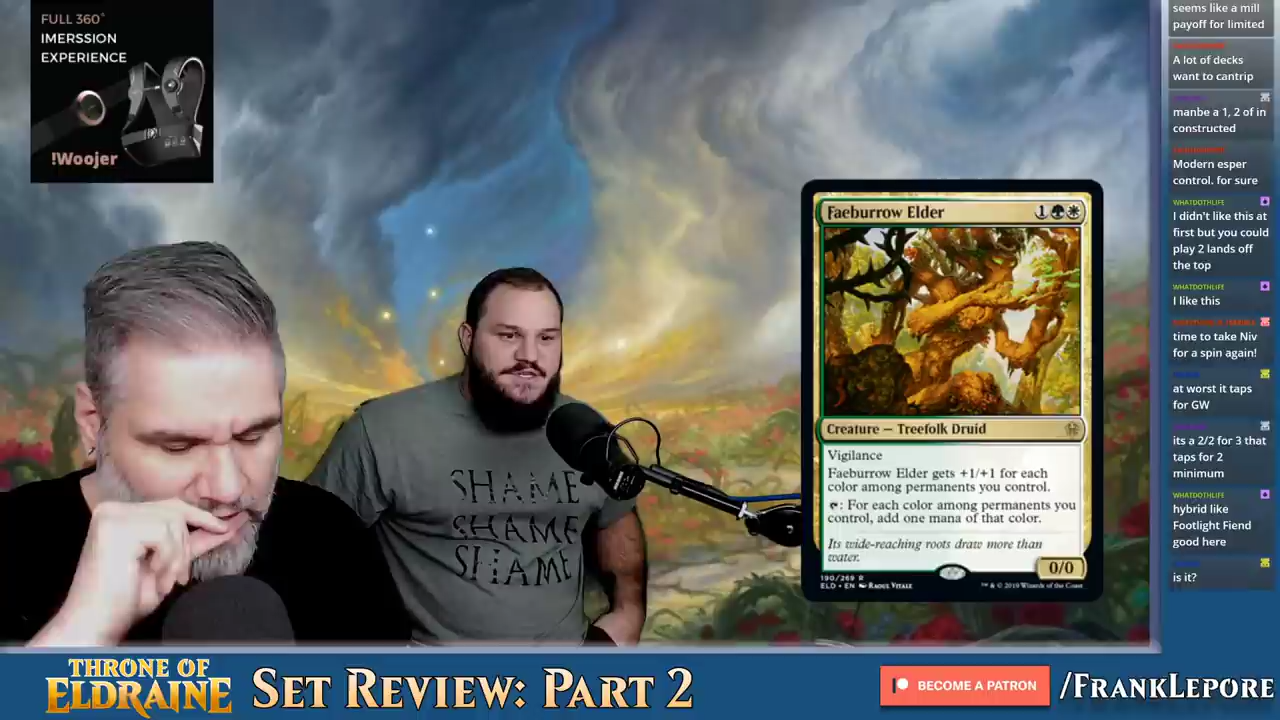 FULL 360°
IMERSSION
EXPERIENCE
!Woojer
SHAME
SHAME
SHAME
Faeburrow Elder
1
Creature — Treefolk Druid
Vigilance
Faeburrow Elder gets +1/+1 for each
color among permanents you control.
: For each color among permanents you
control, add one mana of that color.
Its wide-reaching roots draw more than
water.
0/0
190/269 R
ELD • EN RAOUL VITALE
™ & © 2019 Wizards of the Coast
seems like a mill
payoff for limited
A lot of decks
want to cantrip
manbe a 1, 2 of in
constructed
Modern esper
control. for sure
WHATDOTHLIFE
I didn't like this at
first but you could
play 2 lands off
the top
WHATDOTHLIFE
I like this
time to take Niv
for a spin again!
at worst it taps
for GW
its a 2/2 for 3 that
taps for 2
minimum
WHATDOTHLIFE
hybrid like
Footlight Fiend
good here
is it?
THRONE OF
ELDRAINE
SET REVIEW: PART 2
BECOME A PATRON
/FRANKLEPORE